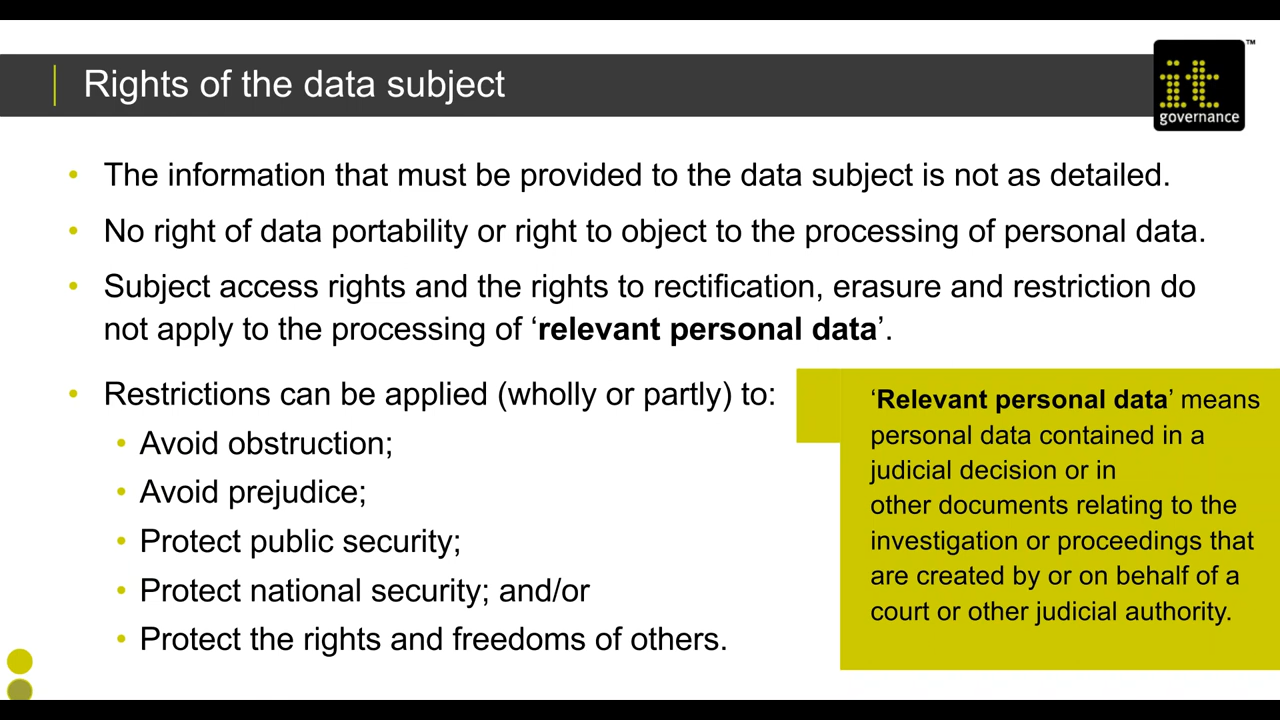 Rights of the data subject
it
governance
™
• The information that must be provided to the data subject is not as detailed.
• No right of data portability or right to object to the processing of personal data.
• Subject access rights and the rights to rectification, erasure and restriction do
not apply to the processing of ‘relevant personal data’.
• Restrictions can be applied (wholly or partly) to:
• Avoid obstruction;
• Avoid prejudice;
• Protect public security;
• Protect national security; and/or
• Protect the rights and freedoms of others.
‘Relevant personal data’ means
personal data contained in a
judicial decision or in
other documents relating to the
investigation or proceedings that
are created by or on behalf of a
court or other judicial authority.